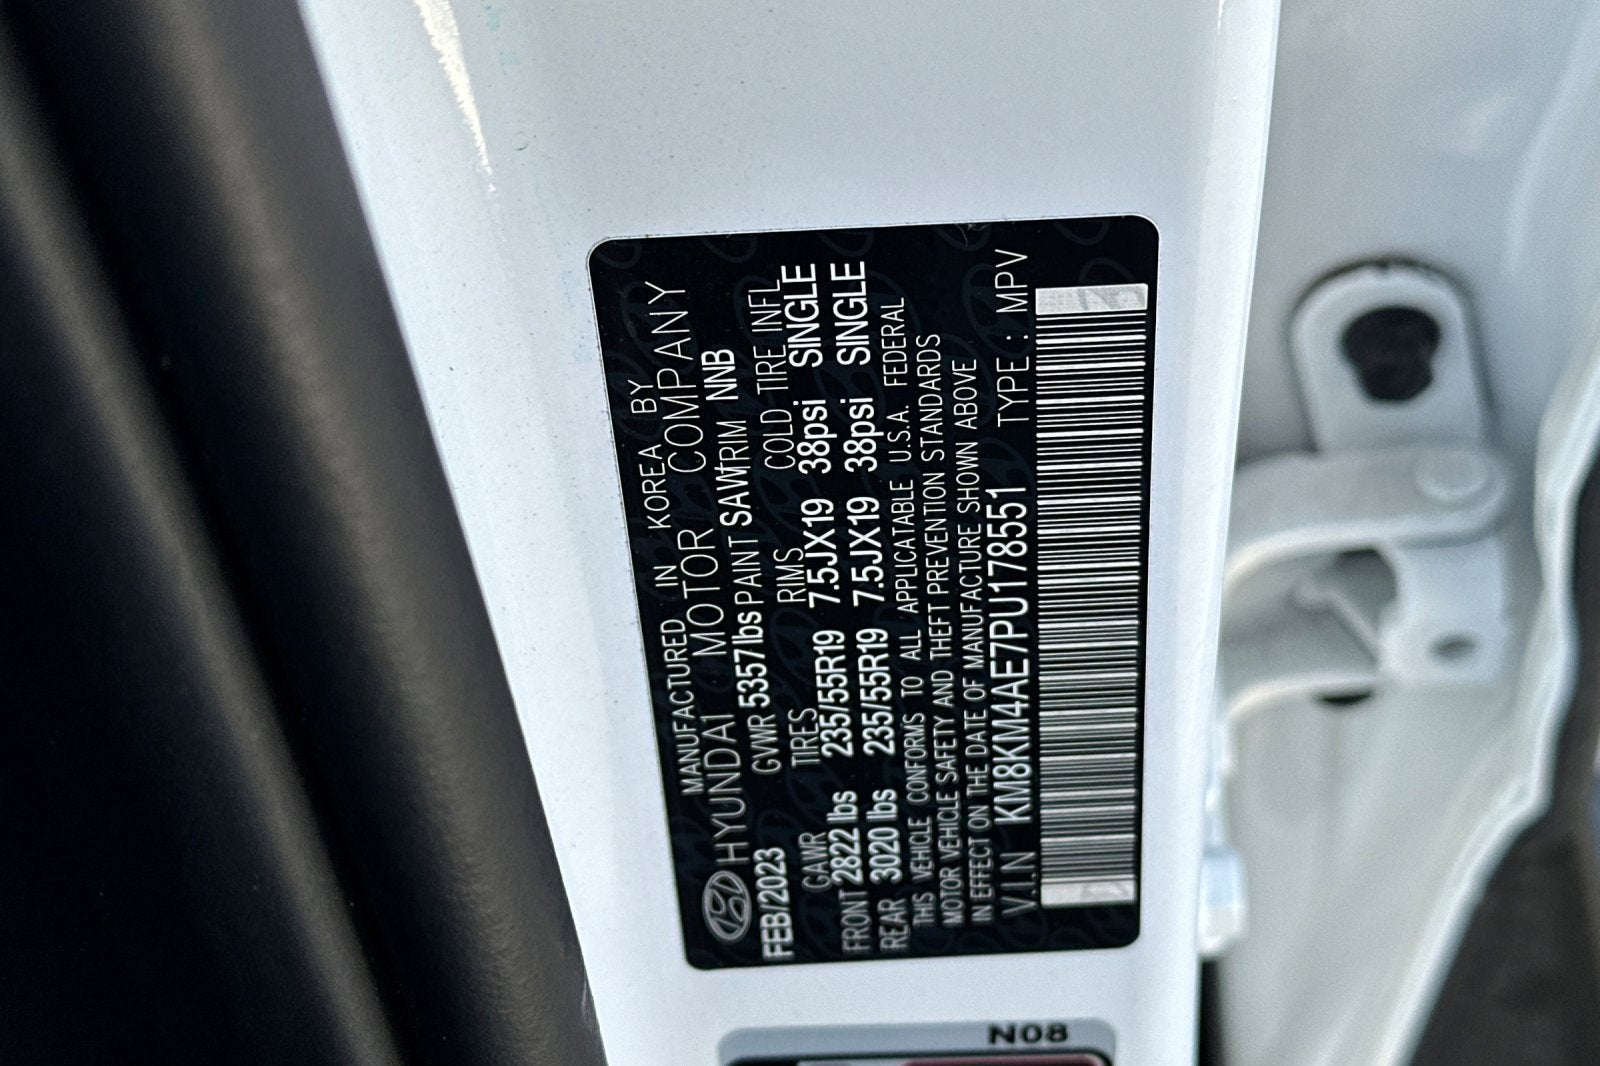 MANUFACTURED IN KOREA BY
HYUNDAI MOTOR COMPANY
FEB/2023 GVWR 5357lbs PAINT SAW TRIM NNB
GAWR TIRES RIMS COLD TIRE INFL
FRONT 2822 lbs 235/55R19 7.5JX19 38psi SINGLE
REAR 3020 lbs 235/55R19 7.5JX19 38psi SINGLE
THIS VEHICLE CONFORMS TO ALL APPLICABLE U.S.A. FEDERAL
MOTOR VEHICLE SAFETY AND THEFT PREVENTION STANDARDS
IN EFFECT ON THE DATE OF MANUFACTURE SHOWN ABOVE
V.I.N KM8KM4AE7PU178551 TYPE : MPV
N08